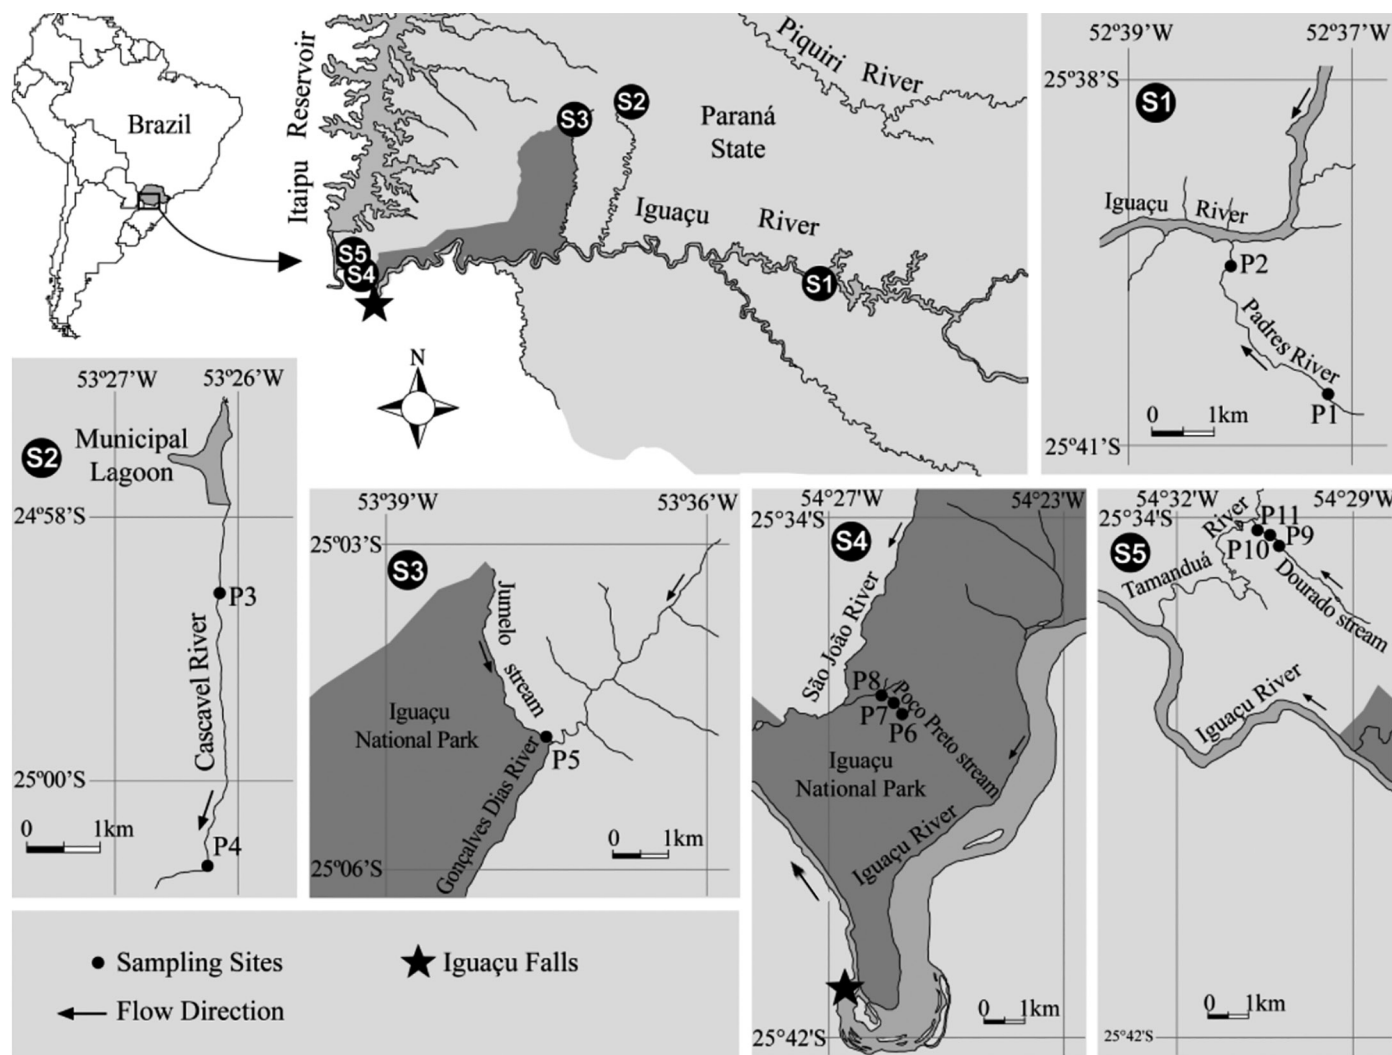 Brazil
Itaipu Reservoir
Piquiri River
Paraná
State
Iguaçu River
S1
S2
S3
S4
S5
N
52º39'W
52º37'W
25º38'S
S1
Iguaçu River
P2
Padres River
P1
0 1km
25º41'S
53º27'W
53º26'W
S2
Municipal
Lagoon
24º58'S
P3
Cascavel River
25º00'S
0 1km
P4
53º39'W
53º36'W
25º03'S
S3
Jumelo stream
Iguaçu
National Park
P5
Gonçalves Dias River
0 1km
25º06'S
54º27'W
54º23'W
25º34'S
S4
São João River
P8
P7
P6
Poço Preto stream
Iguaçu
National Park
Iguaçu River
0 1km
25º42'S
54º32'W
54º29'W
25º34'S
S5
Tamanduá River
P11
P10
P9
Dourado stream
Iguaçu River
0 1km
25º42'S
Sampling Sites
Iguaçu Falls
Flow Direction